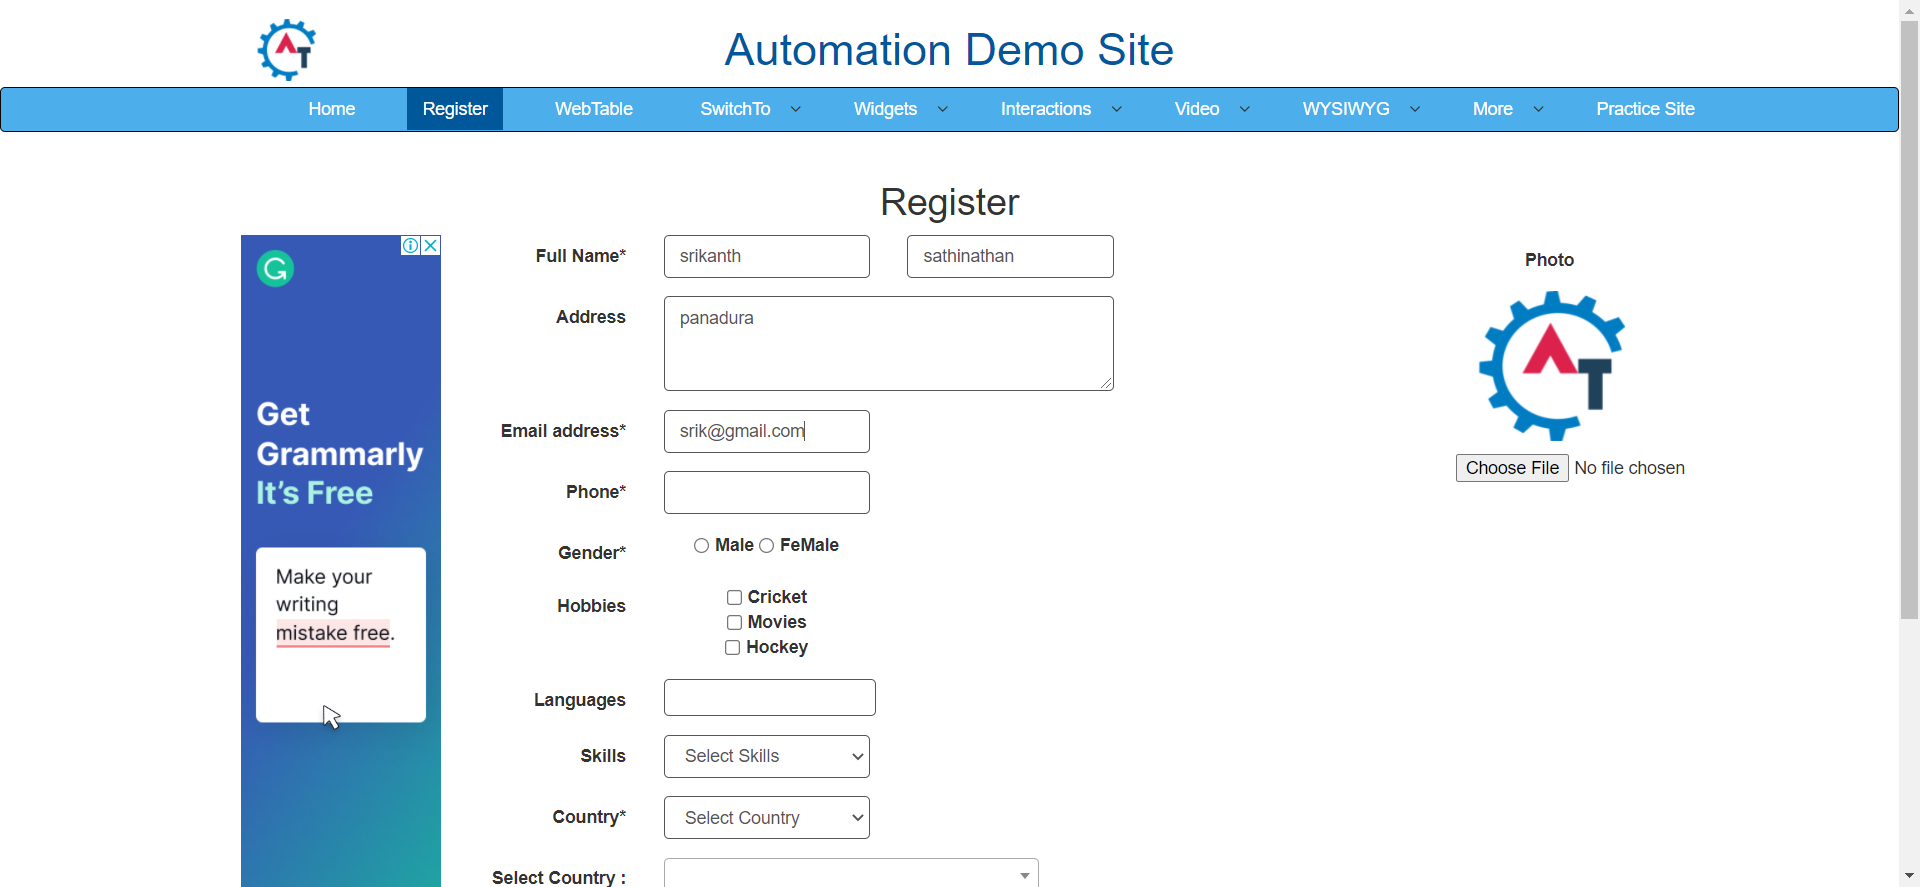 AT
Automation Demo Site
Home Register WebTable SwitchTo Widgets Interactions Video WYSIWYG More Practice Site
Register
G
Get
Grammarly
It's Free
Make your
writing
mistake free.
Full Name* srikanth sathinathan
Address panadura
Email address* srik@gmail.com
Phone*
Gender* Male FeMale
Hobbies Cricket
Movies
Hockey
Languages
Skills Select Skills
Country* Select Country
Select Country :
Photo
AT
Choose File No file chosen